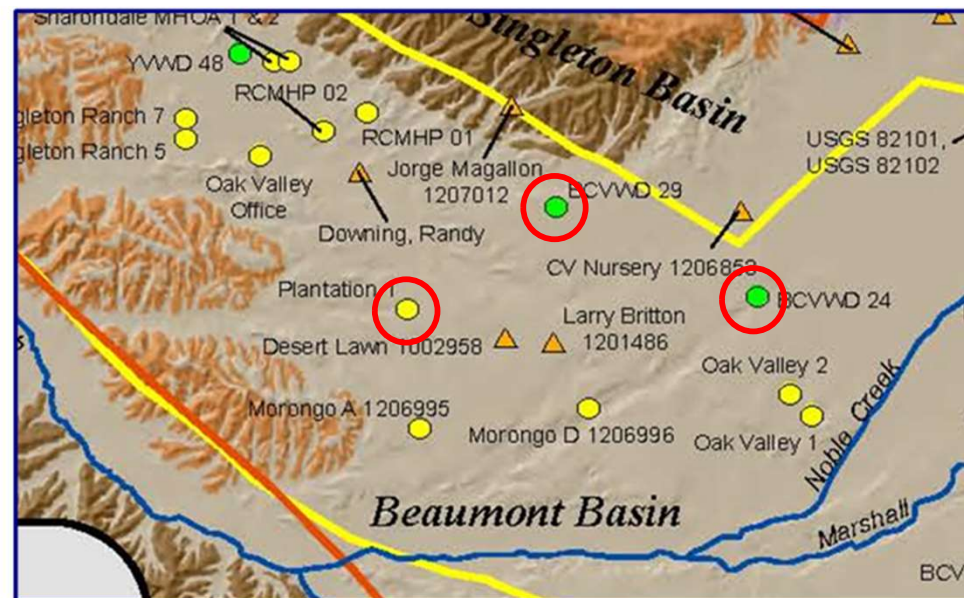 Sharondale MHOA 1 & 2
Singleton Basin
YVWD 48
RCMHP 02
gleton Ranch 7
RCMHP 01
USGS 82101,
USGS 82102
gleton Ranch 5
Jorge Magallon
1207012
Oak Valley
Office
BCVWD 29
Downing, Randy
CV Nursery 1206853
Plantation 1
BCVWD 24
Larry Britton
1201486
Desert Lawn 1002958
Oak Valley 2
Morongo A 1206995
Morongo D 1206996
Oak Valley 1
Noble Creek
Beaumont Basin
Marshall
BCV